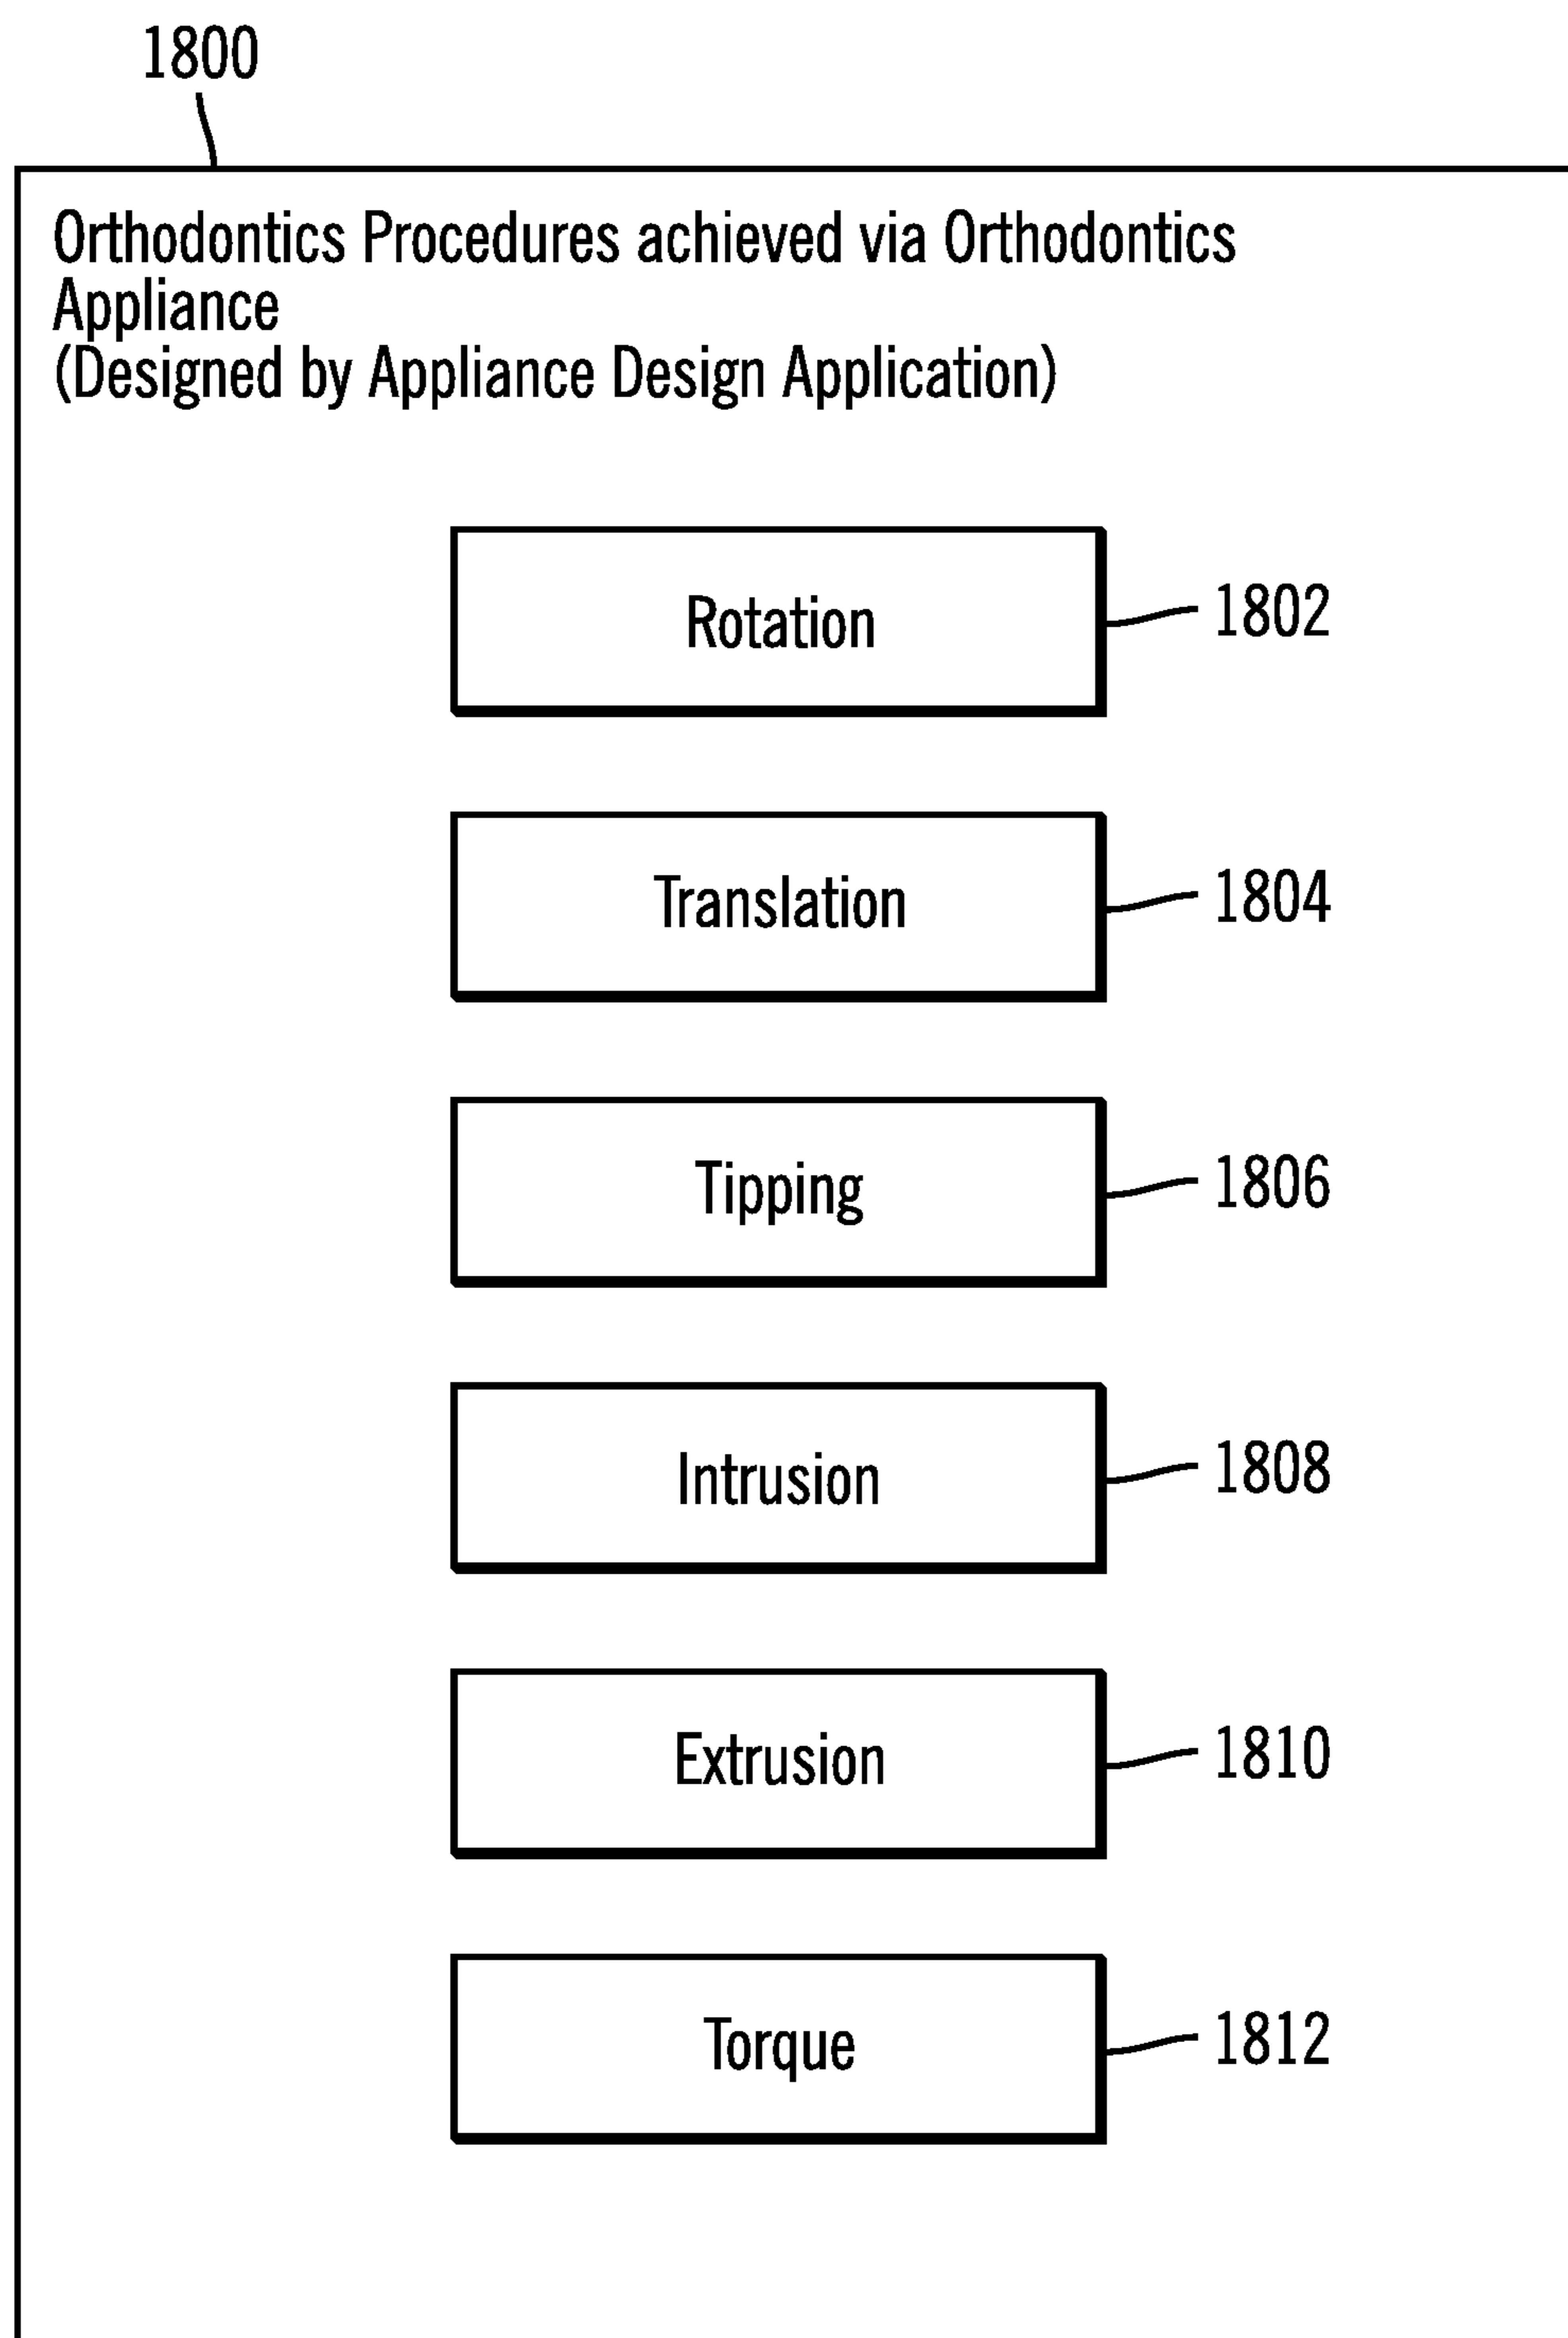 1800
Orthodontics Procedures achieved via Orthodontics
Appliance
(Designed by Appliance Design Application)
Rotation 1802
Translation 1804
Tipping 1806
Intrusion 1808
Extrusion 1810
Torque 1812